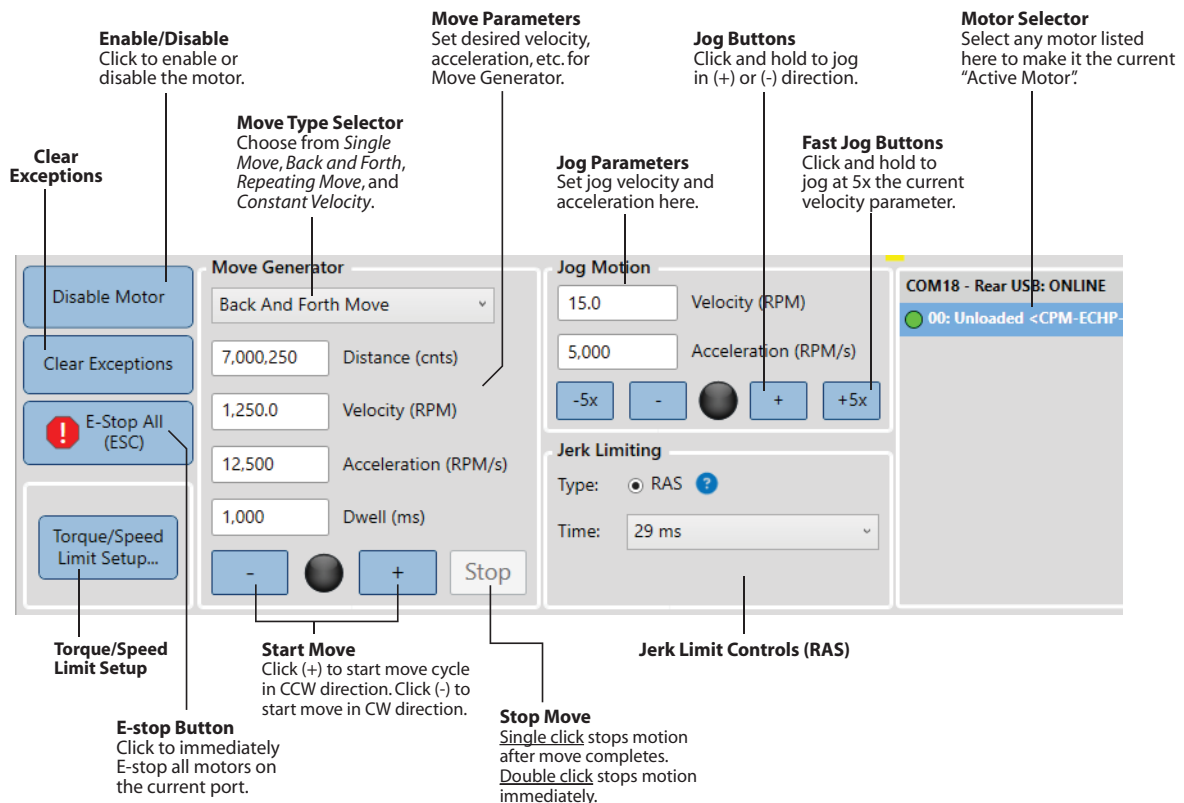 Move Parameters
Set desired velocity,
acceleration, etc. for
Move Generator.
Motor Selector
Select any motor listed
here to make it the current
“Active Motor”.
Enable/Disable
Click to enable or
disable the motor.
Jog Buttons
Click and hold to jog
in (+) or (-) direction.
Move Type Selector
Choose from Single
Move, Back and Forth,
Repeating Move, and
Constant Velocity.
Clear
Exceptions
Jog Parameters
Set jog velocity and
acceleration here.
Fast Jog Buttons
Click and hold to
jog at 5x the current
velocity parameter.
Disable Motor
Clear Exceptions
! E-Stop All
(ESC)
Torque/Speed
Limit Setup...
Move Generator
Back And Forth Move
7,000,250 Distance (cnts)
1,250.0 Velocity (RPM)
12,500 Acceleration (RPM/s)
1,000 Dwell (ms)
- + Stop
Jog Motion
15.0 Velocity (RPM)
5,000 Acceleration (RPM/s)
-5x - + +5x
Jerk Limiting
Type: RAS ?
Time: 29 ms
COM18 - Rear USB: ONLINE
00: Unloaded <CPM-ECHP-
Torque/Speed
Limit Setup
Start Move
Click (+) to start move cycle
in CCW direction. Click (-) to
start move in CW direction.
Jerk Limit Controls (RAS)
E-stop Button
Click to immediately
E-stop all motors on
the current port.
Stop Move
Single click stops motion
after move completes.
Double click stops motion
immediately.